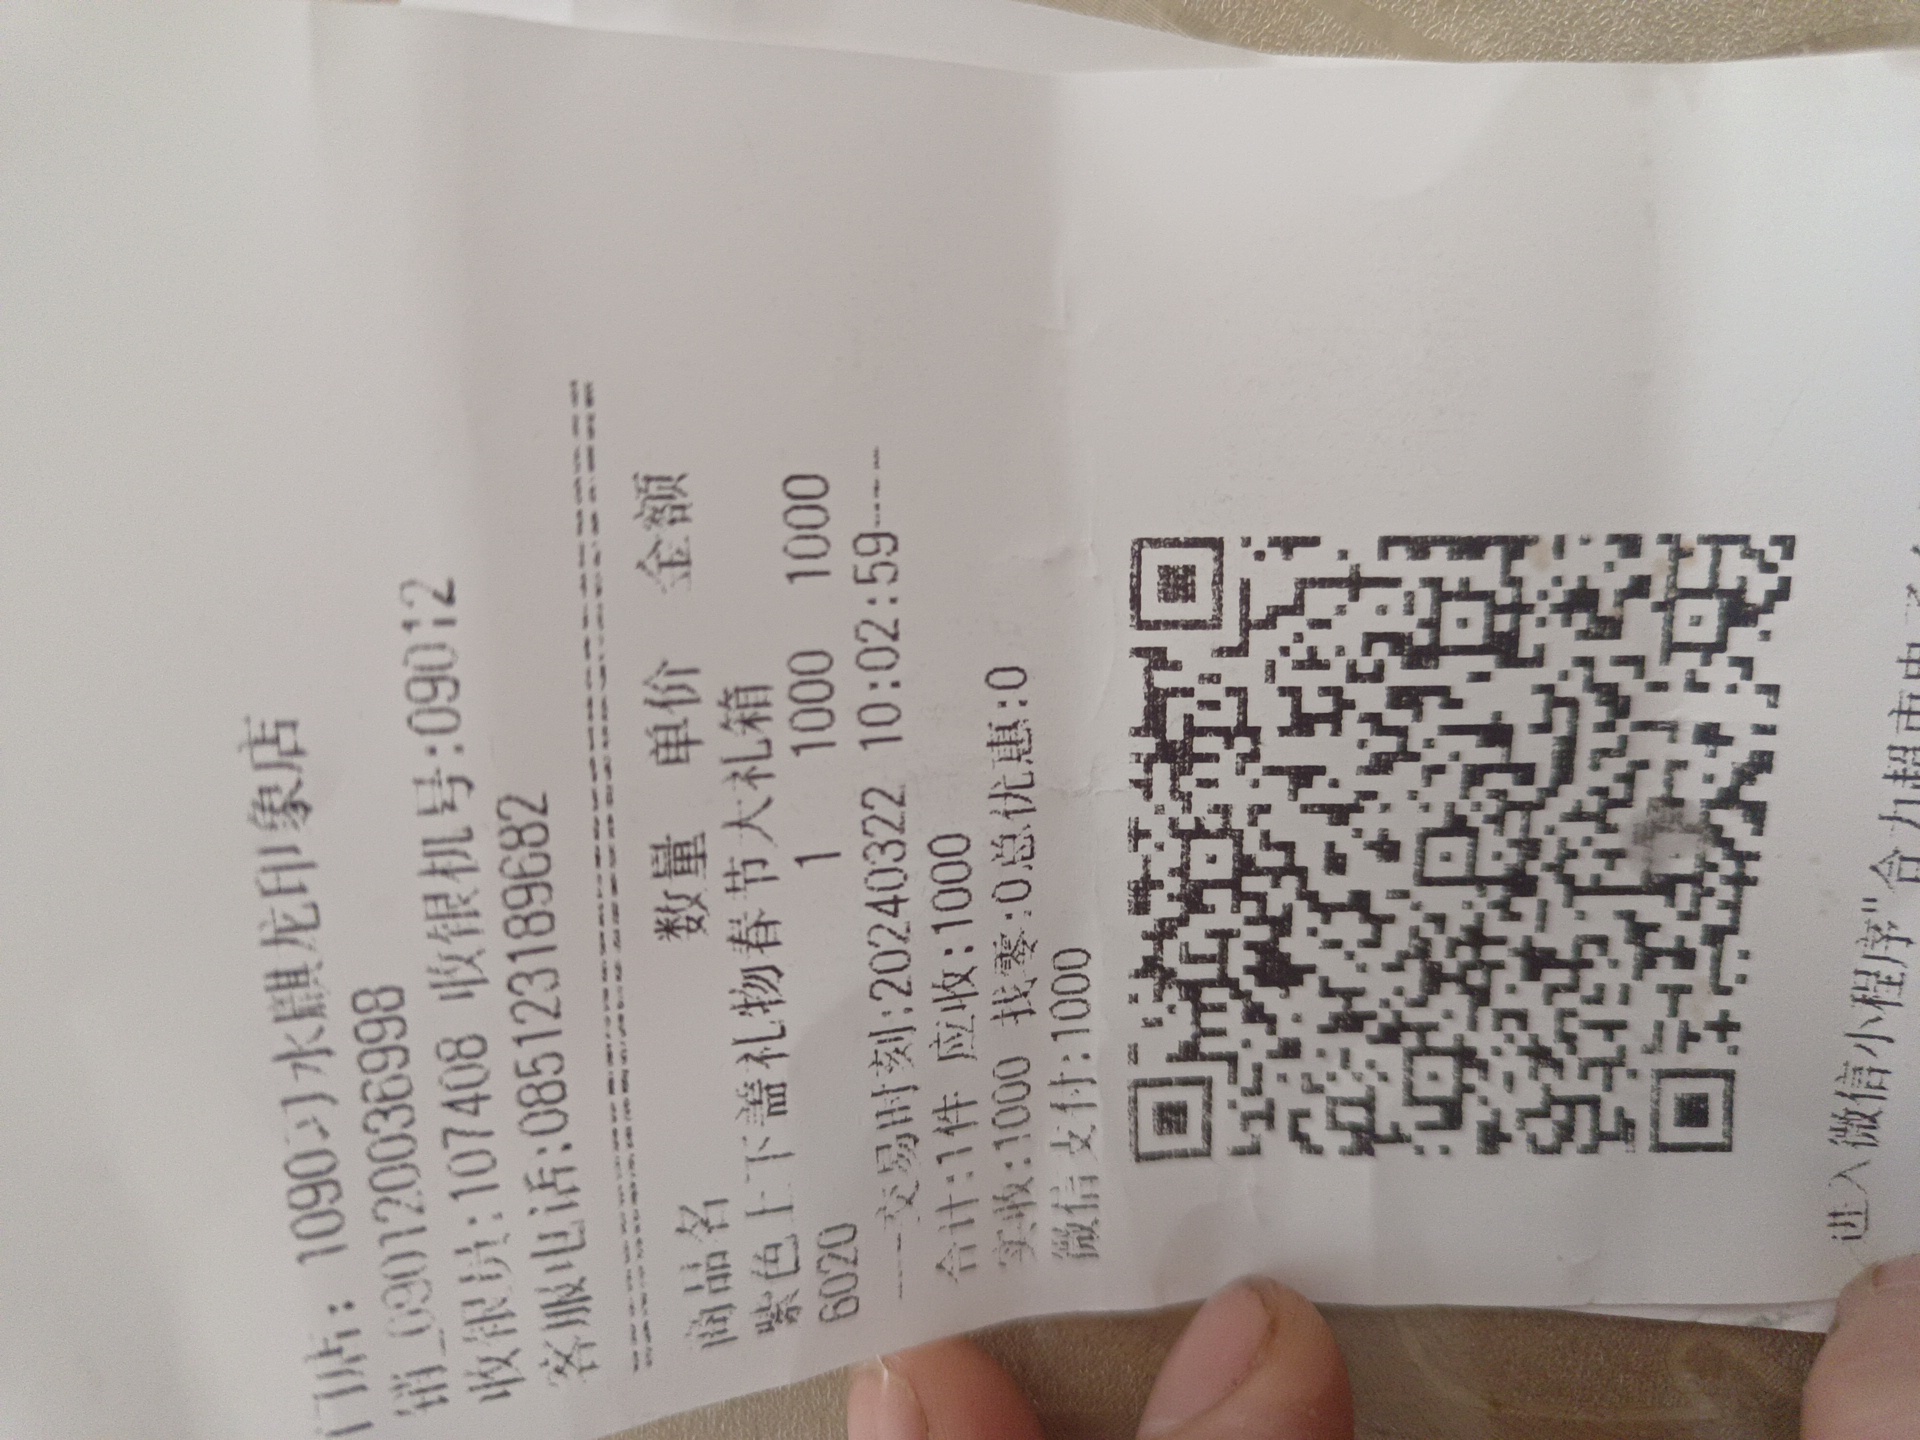 门店： 1090习水麒龙印象店
销_0901200369​98
收银员:107408 收银机号:09012
客服电话:085123189682
商品名 数量 单价 金额
紫色上下盖礼物春节大礼箱
6020 1 1000 1000
----交易时刻:20240322 10:02:59----
合计:1件 应收:1000
实收:1000 找零:0总优惠:0
微信支付:1000
进入微信小程序"合力超市电子